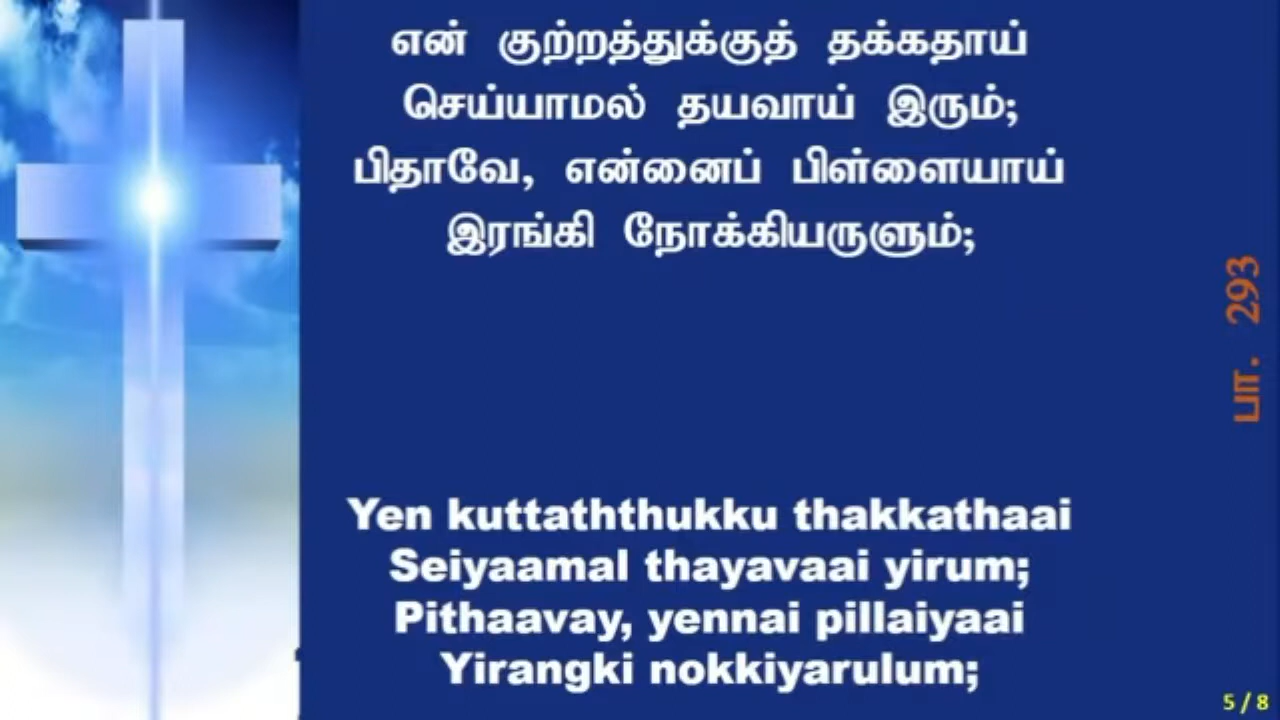 என் குற்றத்துக்குத் தக்கதாய்
செய்யாமல் தயவாய் இரும்;
பிதாவே, என்னைப் பிள்ளையாய்
இரங்கி நோக்கியருளும்;
பா. 293
Yen kuttaththukku thakkathaai
Seiyaamal thayavaai yirum;
Pithaavay, yennai pillaiyaai
Yirangki nokkiyarulum;
5 / 8